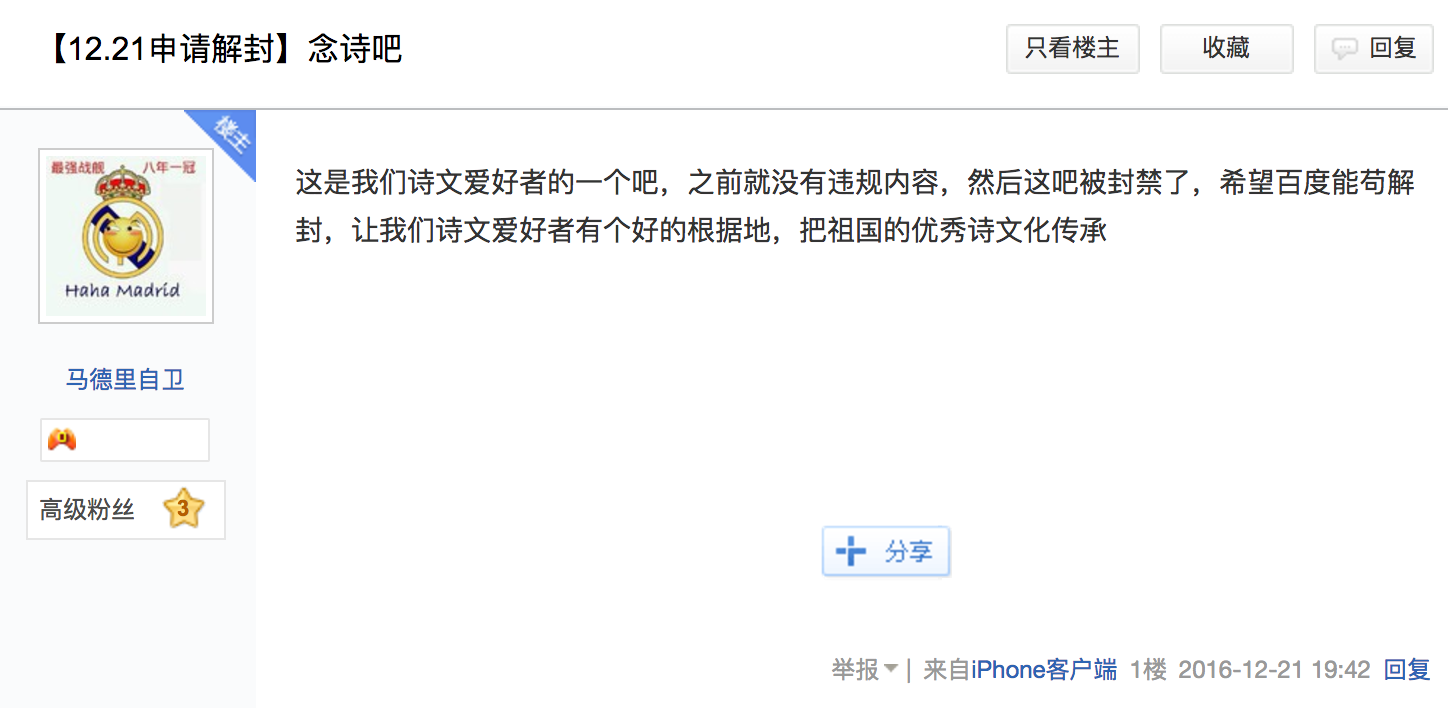 【12.21申请解封】念诗吧
只看楼主
收藏
回复
楼主
最强战舰 八年一冠
Haha Madrid
马德里自卫
高级粉丝 3
这是我们诗文爱好者的一个吧，之前就没有违规内容，然后这吧被封禁了，希望百度能苟解
封，让我们诗文爱好者有个好的根据地，把祖国的优秀诗文化传承
分享
举报 | 来自iPhone客户端 1楼 2016-12-21 19:42 回复